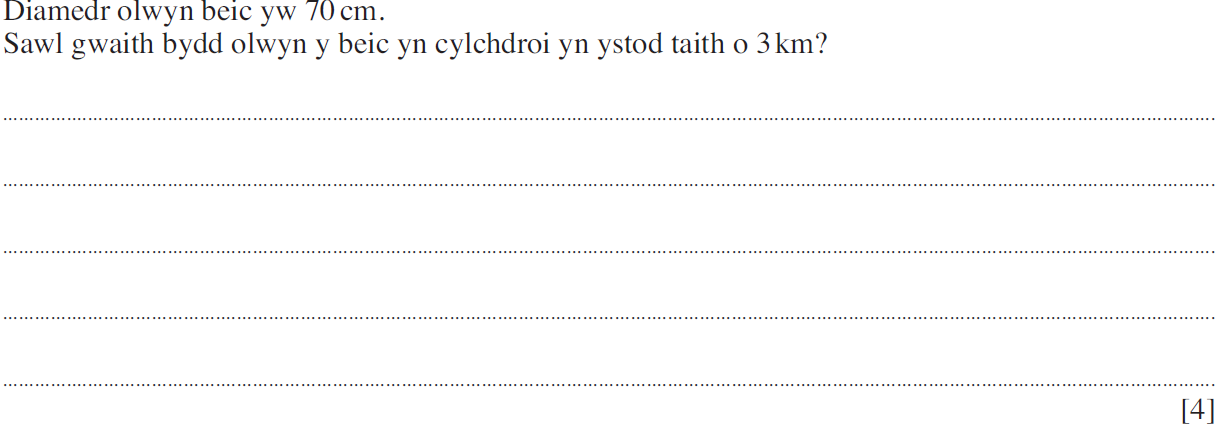 Diamedr olwyn beic yw 70 cm.
Sawl gwaith bydd olwyn y beic yn cylchdroi yn ystod taith o 3 km?
[4]